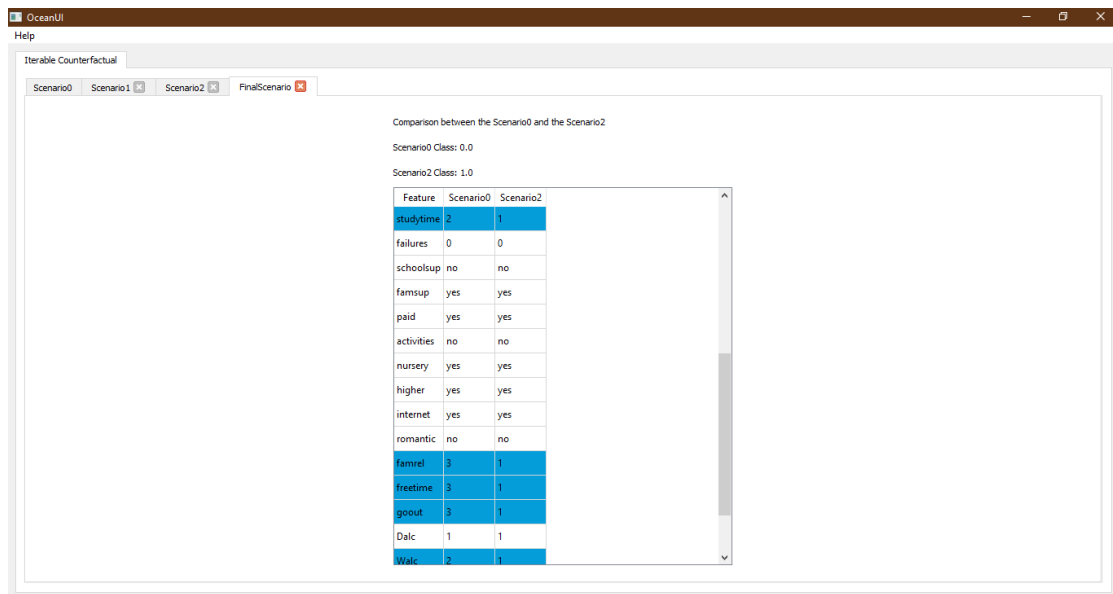 OceanUI
Help
Iterable Counterfactual
Scenario0 Scenario1 Scenario2 FinalScenario
Comparison between the Scenario0 and the Scenario2
Scenario0 Class: 0.0
Scenario2 Class: 1.0
Feature Scenario0 Scenario2
studytime 2 1
failures 0 0
schoolsup no no
famsup yes yes
paid yes yes
activities no no
nursery yes yes
higher yes yes
internet yes yes
romantic no no
famrel 3 1
freetime 3 1
goout 3 1
Dalc 1 1
Walc 2 1